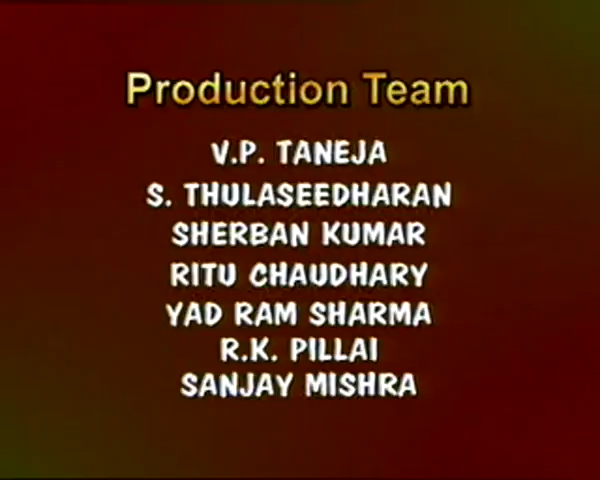 Production Team
V.P. TANEJA
S. THULASEEDHARAN
SHERBAN KUMAR
RITU CHAUDHARY
YAD RAM SHARMA
R.K. PILLAI
SANJAY MISHRA